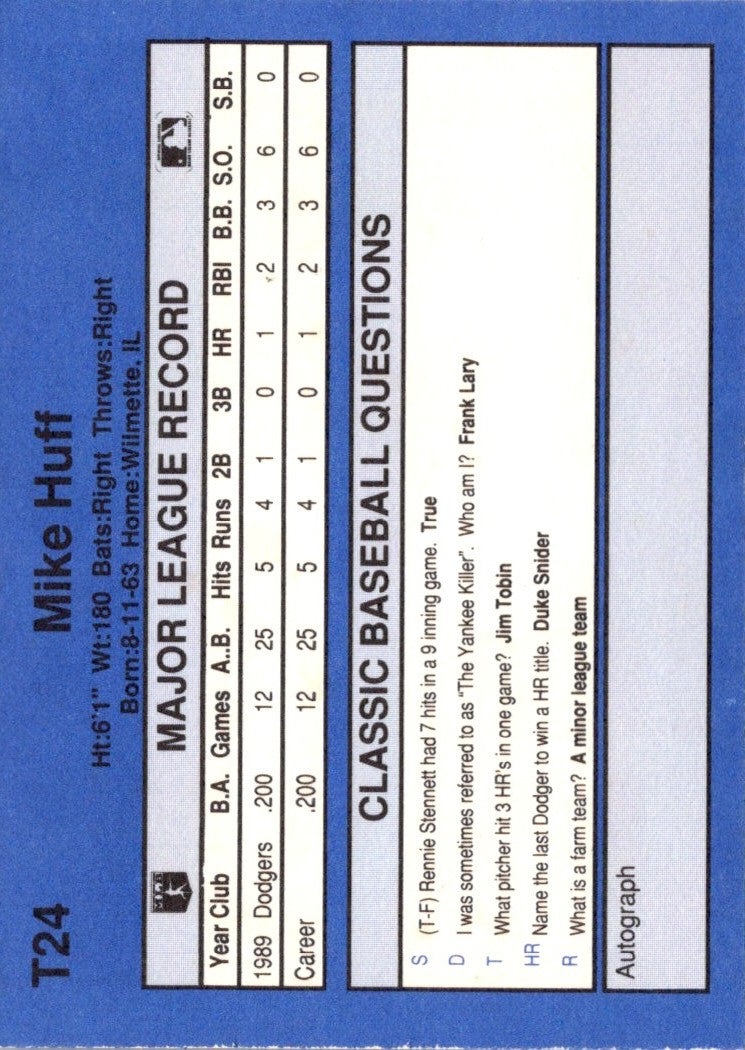 T24
Mike Huff
Ht:6'1" Wt:180 Bats:Right Throws:Right
Born:8-11-63 Home:Wilmette, IL
MAJOR LEAGUE RECORD
Year Club B.A. Games A..B. Hits Runs 2B 3B HR RBI B.B. S.O. S.B.
1989 Dodgers .200 12 25 5 4 1 0 1 2 3 6 0
Career .200 12 25 5 4 1 0 1 2 3 6 0
CLASSIC BASEBALL QUESTIONS
S (T-F) Rennie Stennett had 7 hits in a 9 inning game. True
D I was sometimes referred to as "The Yankee Killer". Who am I? Frank Lary
T What pitcher hit 3 HR's in one game? Jim Tobin
HR Name the last Dodger to win a HR title. Duke Snider
R What is a farm team? A minor league team
Autograph